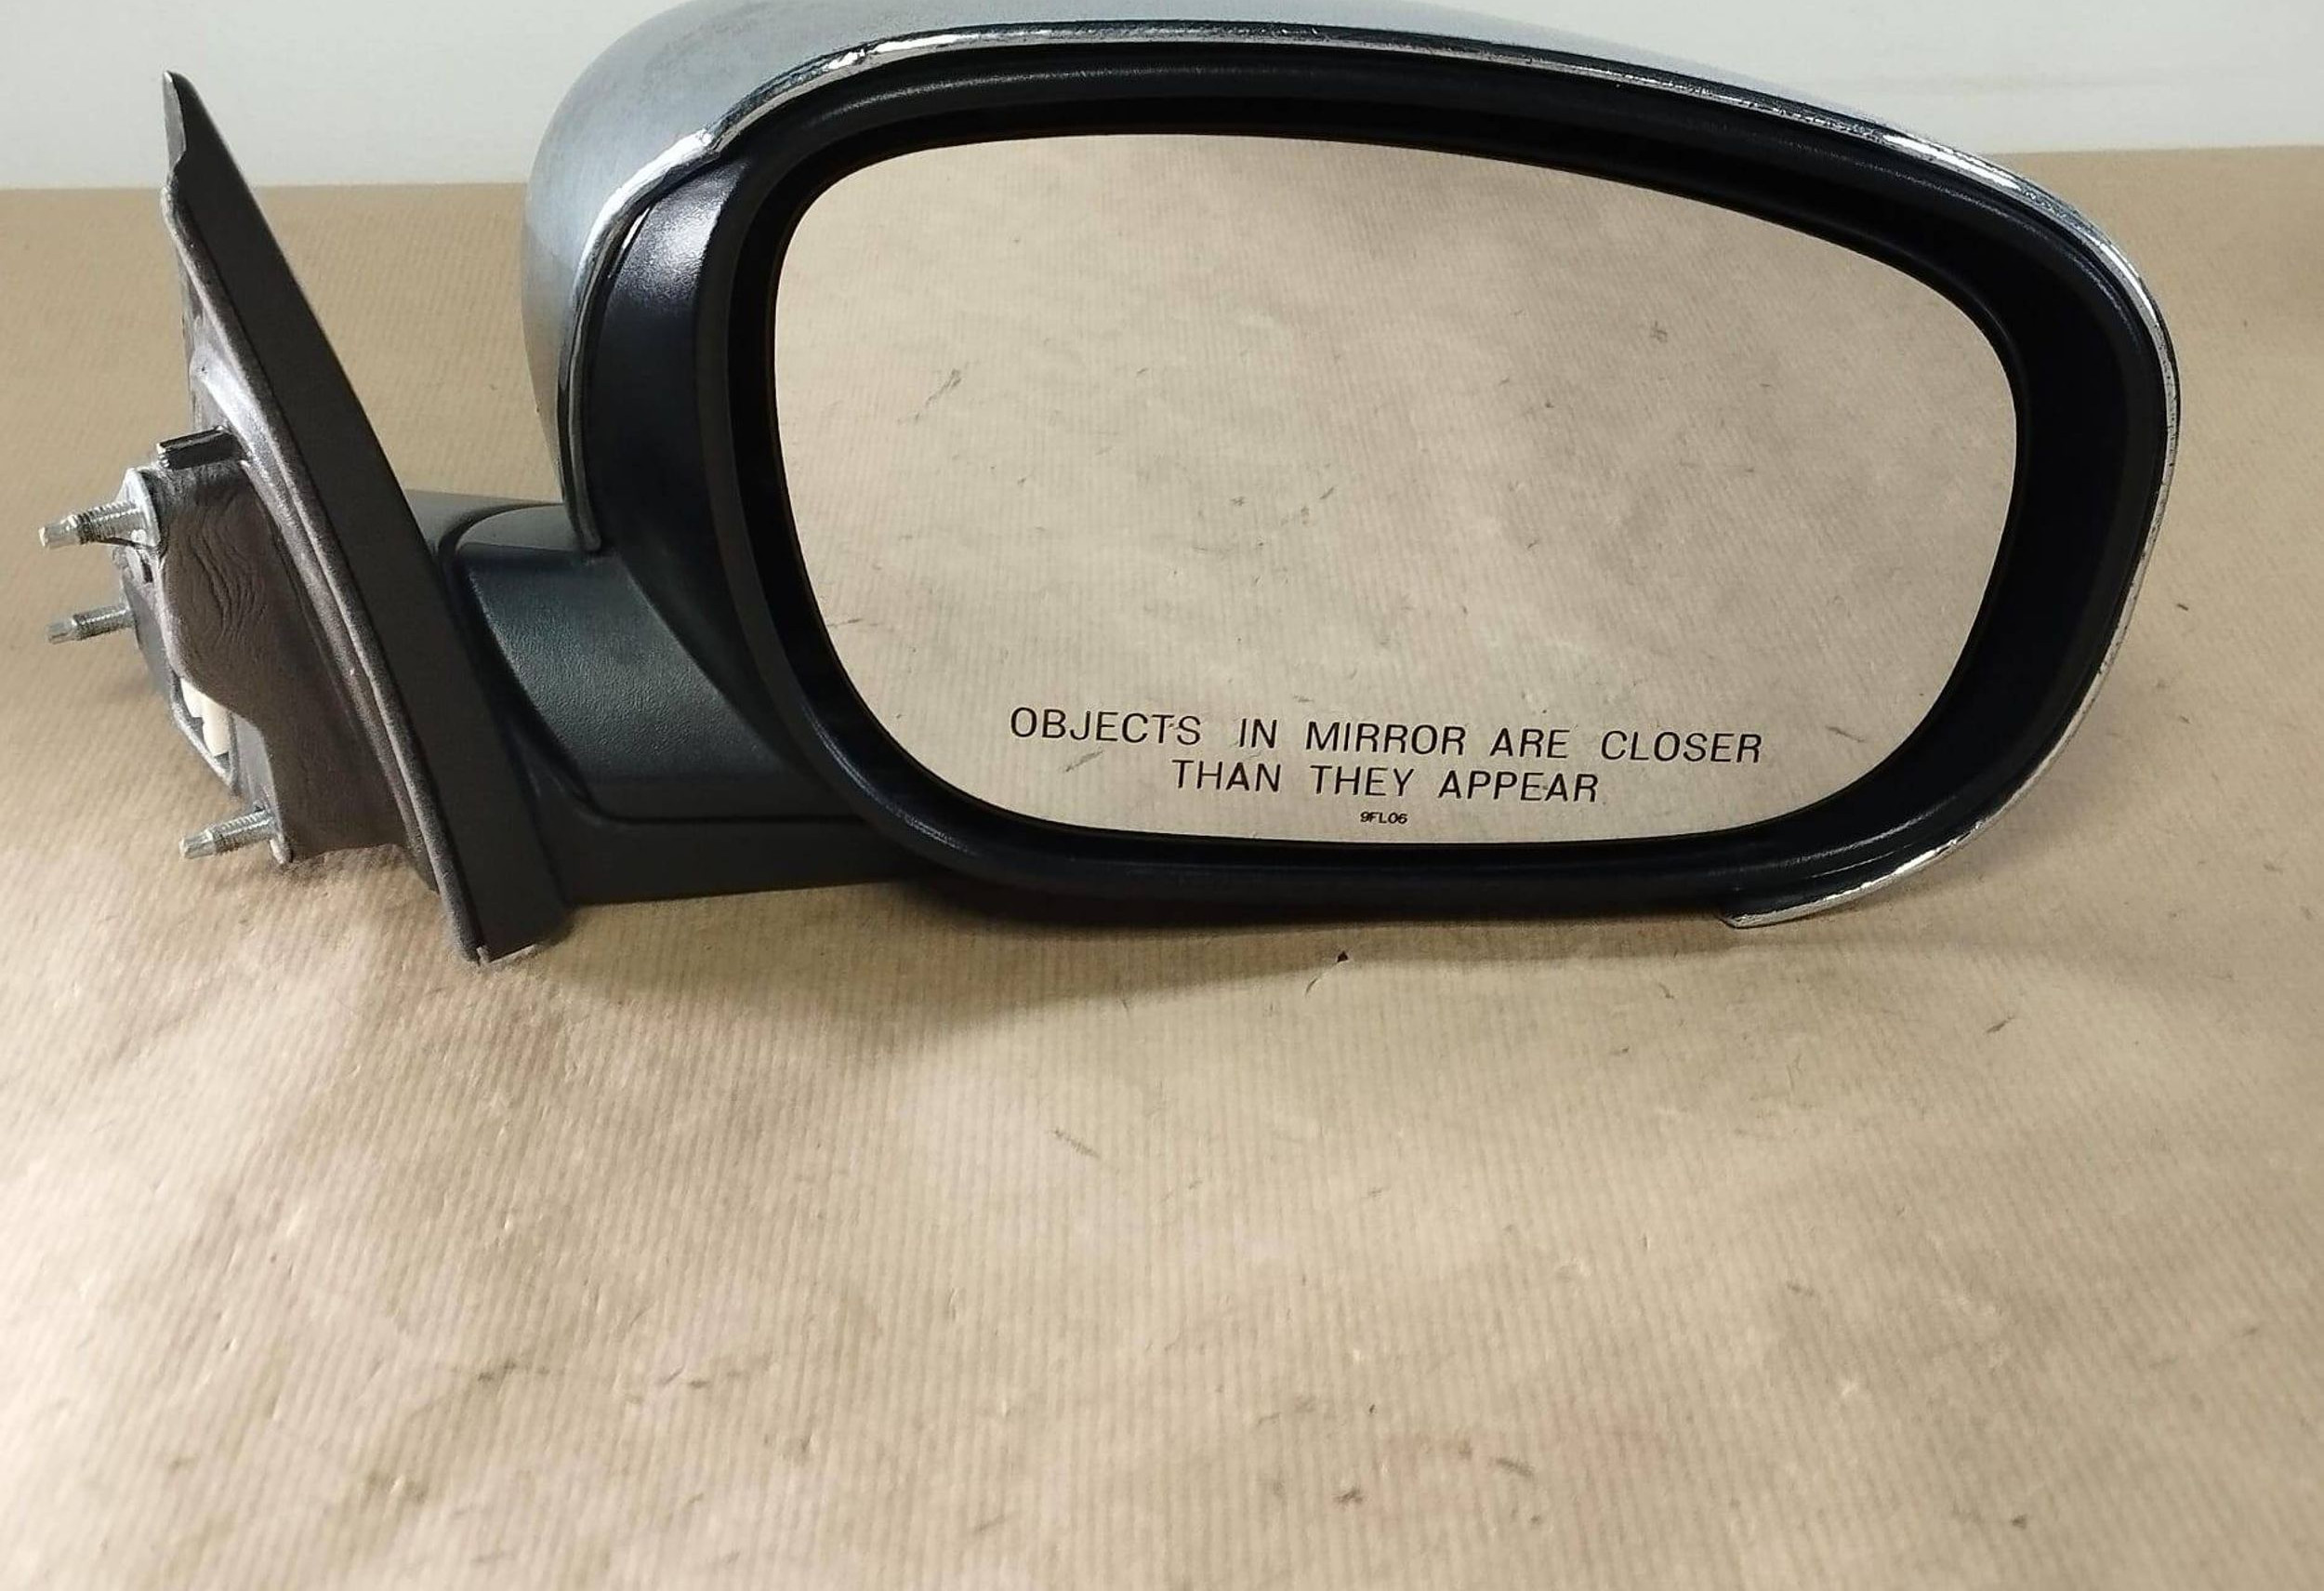 OBJECTS IN MIRROR ARE CLOSER
THAN THEY APPEAR
9FL06